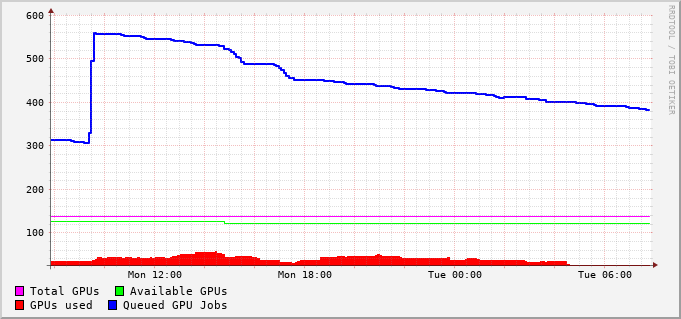 600
500
400
300
200
100
Mon 12:00 Mon 18:00 Tue 00:00 Tue 06:00
Total GPUs Available GPUs
GPUs used Queued GPU Jobs
RRDTOOL / TOBI OETIKER